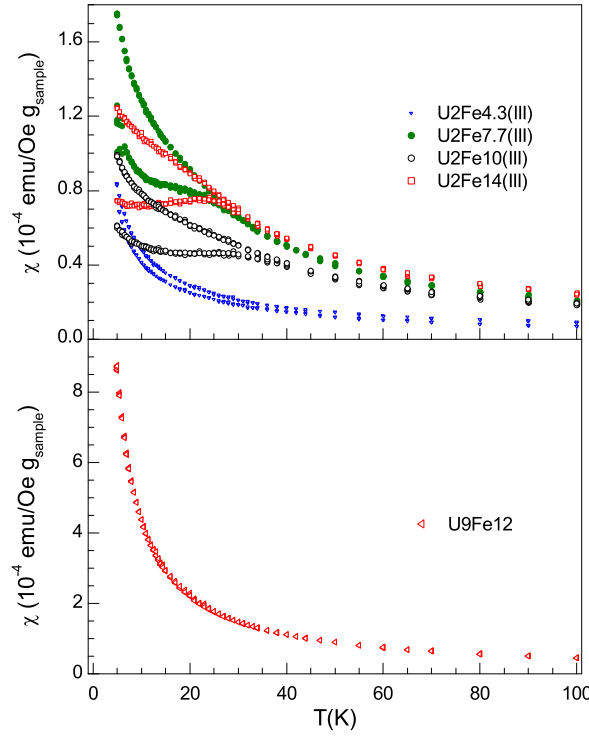 1.6
1.2
0.8
0.4
0.0
χ (10⁻⁴ emu/Oe g_sample)
U2Fe4.3(III)
U2Fe7.7(III)
U2Fe10(III)
U2Fe14(III)
8
6
4
2
0
χ (10⁻⁴ emu/Oe g_sample)
U9Fe12
0 20 40 60 80 100
T(K)